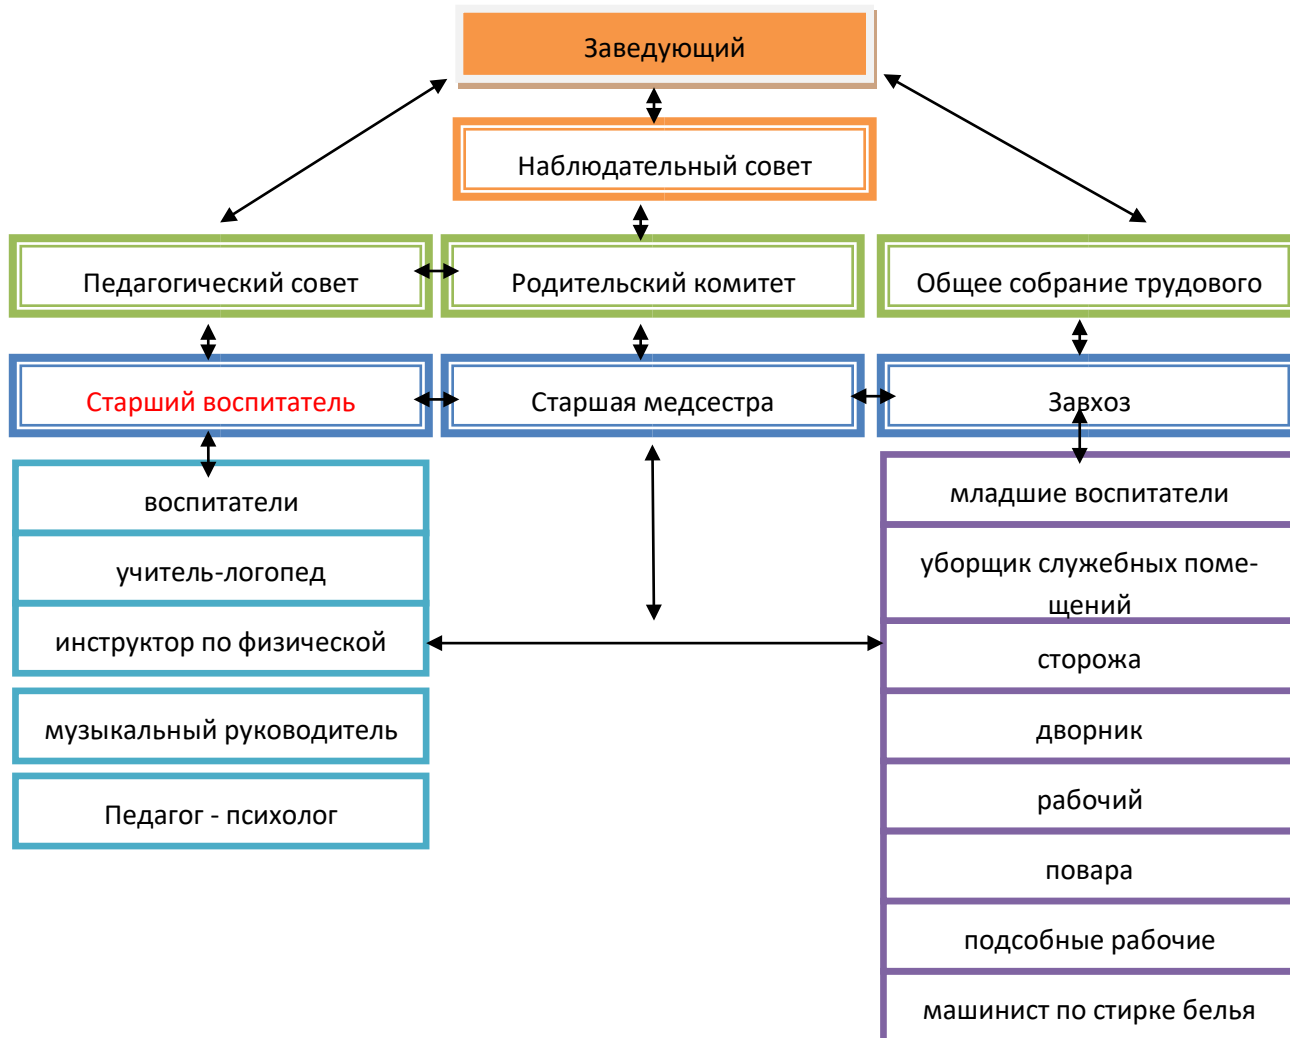 Заведующий
Наблюдательный совет
Педагогический совет
Родительский комитет
Общее собрание трудового
Старший воспитатель
Старшая медсестра
Завхоз
воспитатели
учитель-логопед
инструктор по физической
музыкальный руководитель
Педагог - психолог
младшие воспитатели
уборщик служебных поме-
щений
сторожа
дворник
рабочий
повара
подсобные рабочие
машинист по стирке белья